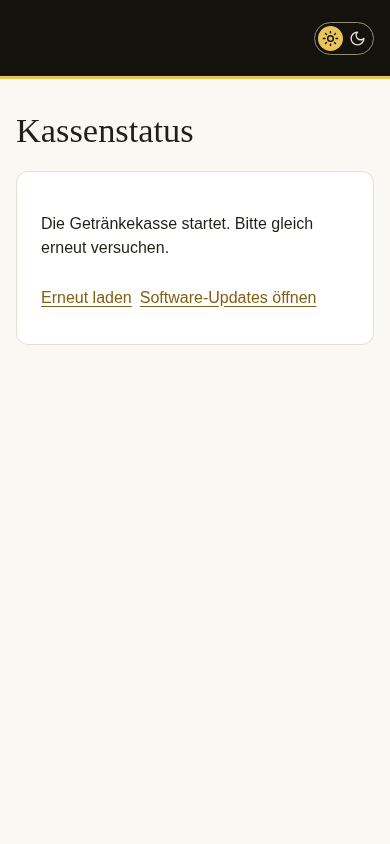 Kassenstatus
Die Getränkekasse startet. Bitte gleich
erneut versuchen.
Erneut laden Software-Updates öffnen